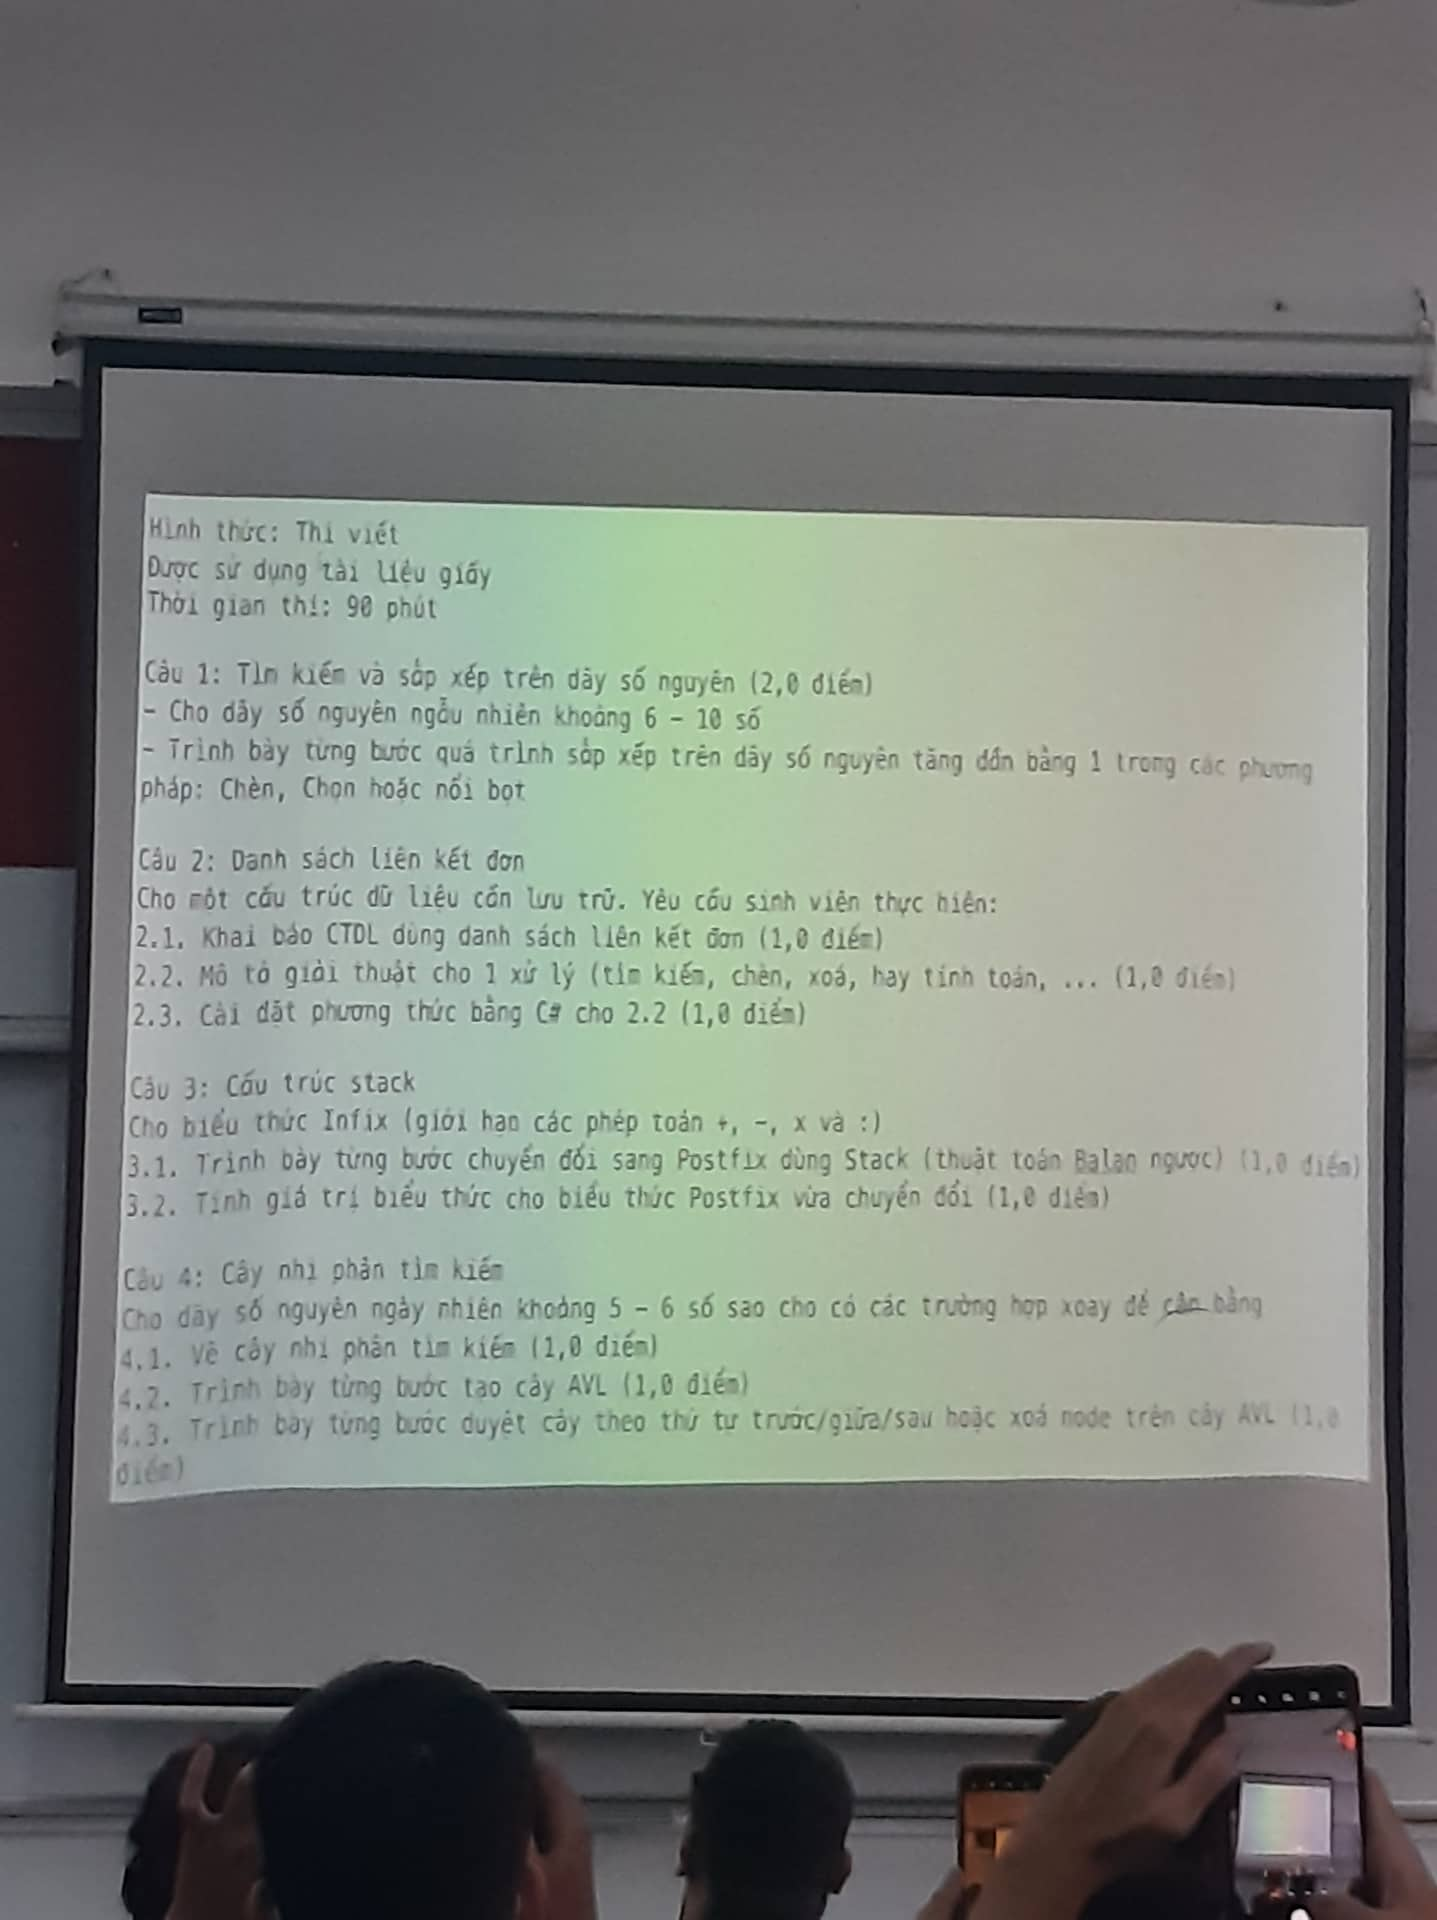 Hình thức: Thi viết
Được sử dụng tài liệu giấy
Thời gian thi: 90 phút
Câu 1: Tìm kiếm và sắp xếp trên dãy số nguyên (2,0 điểm)
- Cho dãy số nguyên ngẫu nhiên khoảng 6 - 10 số
- Trình bày từng bước quá trình sắp xếp trên dãy số nguyên tăng dần bằng 1 trong các phương
pháp: Chèn, Chọn hoặc nổi bọt
Câu 2: Danh sách liên kết đơn
Cho một cấu trúc dữ liệu cần lưu trữ. Yêu cầu sinh viên thực hiện:
2.1. Khai báo CTDL dùng danh sách liên kết đơn (1,0 điểm)
2.2. Mô tả giải thuật cho 1 xử lý (tìm kiếm, chèn, xoá, hay tính toán, ... (1,0 điểm)
2.3. Cài đặt phương thức bằng C# cho 2.2 (1,0 điểm)
Câu 3: Cấu trúc stack
Cho biểu thức Infix (giới hạn các phép toán +, -, x và :)
3.1. Trình bày từng bước chuyển đổi sang Postfix dùng Stack (thuật toán Balan ngược) (1,0 điểm)
3.2. Tính giá trị biểu thức cho biểu thức Postfix vừa chuyển đổi (1,0 điểm)
Câu 4: Cây nhị phân tìm kiếm
Cho dãy số nguyên ngây nhiên khoảng 5 - 6 số sao cho có các trường hợp xoay để cân bằng
4.1. Vẽ cây nhị phân tìm kiếm (1,0 điểm)
4.2. Trình bày từng bước tạo cây AVL (1,0 điểm)
4.3. Trình bày từng bước duyệt cây theo thứ tự trước/giữa/sau hoặc xoá node trên cây AVL (1,0
điểm)